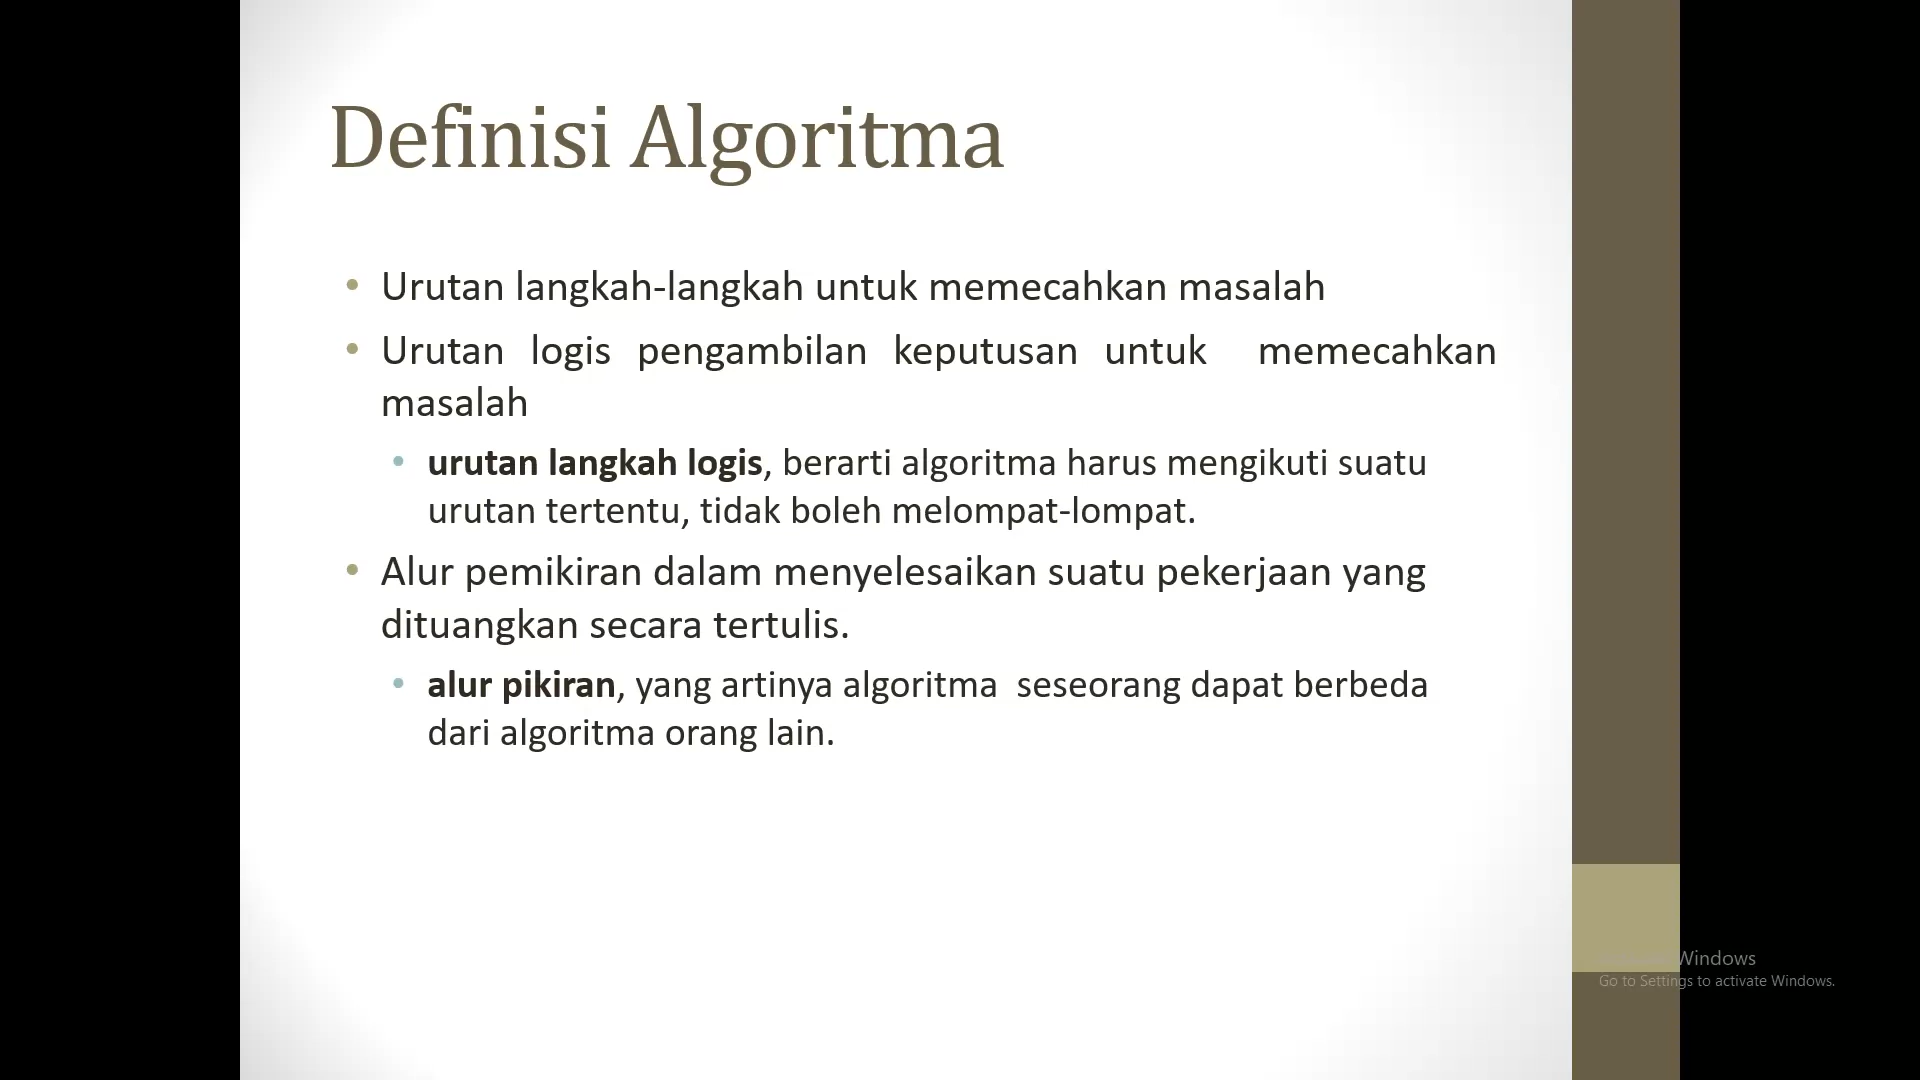 Definisi Algoritma
• Urutan langkah-langkah untuk memecahkan masalah
• Urutan logis pengambilan keputusan untuk memecahkan
masalah
• urutan langkah logis, berarti algoritma harus mengikuti suatu
urutan tertentu, tidak boleh melompat-lompat.
• Alur pemikiran dalam menyelesaikan suatu pekerjaan yang
dituangkan secara tertulis.
• alur pikiran, yang artinya algoritma seseorang dapat berbeda
dari algoritma orang lain.
Windows
Go to Settings to activate Windows.